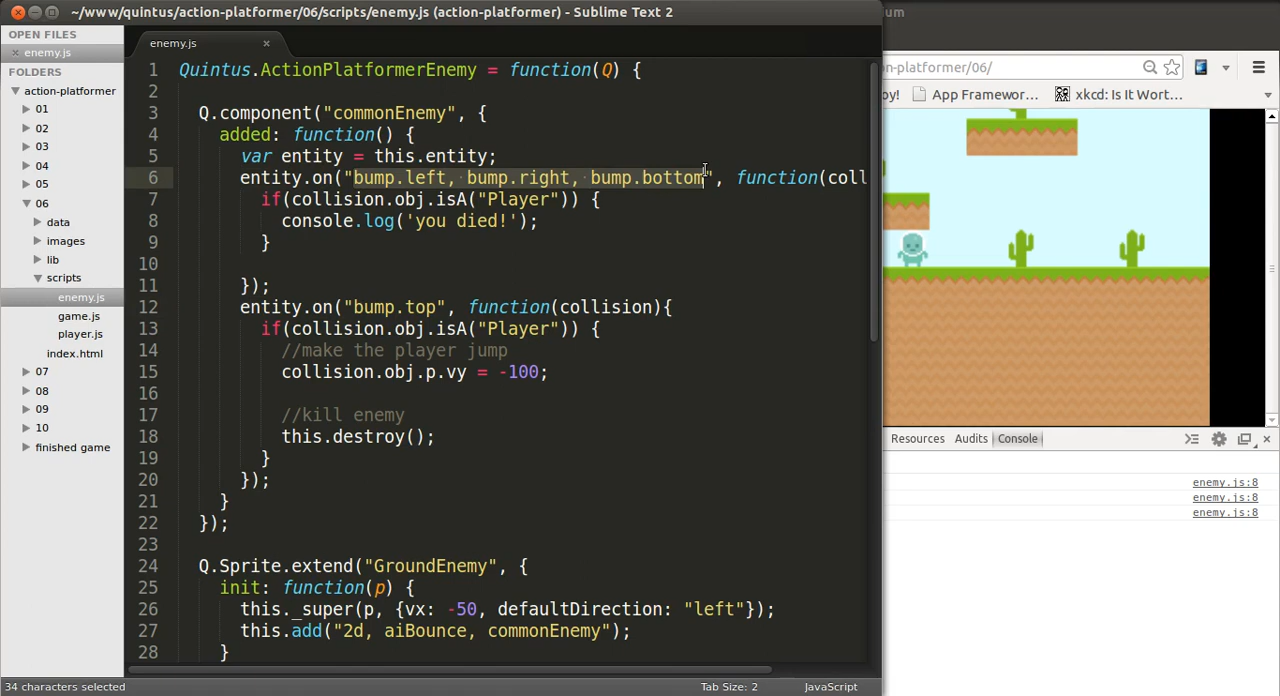 ~/www/quintus/action-platformer/06/scripts/enemy.js (action-platformer) - Sublime Text 2
ium
OPEN FILES
enemy.js
FOLDERS
action-platformer
01
02
03
04
05
06
data
images
lib
scripts
enemy.js
game.js
player.js
index.html
07
08
09
10
finished game
enemy.js
1 Quintus.ActionPlatformerEnemy = function(Q) {
2
3 Q.component("commonEnemy", {
4 added: function() {
5 var entity = this.entity;
6 entity.on("bump.left, bump.right, bump.bottom", function(coll
7 if(collision.obj.isA("Player")) {
8 console.log('you died!');
9 }
10
11 });
12 entity.on("bump.top", function(collision){
13 if(collision.obj.isA("Player")) {
14 //make the player jump
15 collision.obj.p.vy = -100;
16
17 //kill enemy
18 this.destroy();
19 }
20 });
21 }
22 });
23
24 Q.Sprite.extend("GroundEnemy", {
25 init: function(p) {
26 this._super(p, {vx: -50, defaultDirection: "left"});
27 this.add("2d, aiBounce, commonEnemy");
28 }
34 characters selected
Tab Size: 2
JavaScript
n-platformer/06/
oy!
App Framewor...
xkcd: Is It Wort...
Resources Audits Console
enemy.js:8
enemy.js:8
enemy.js:8